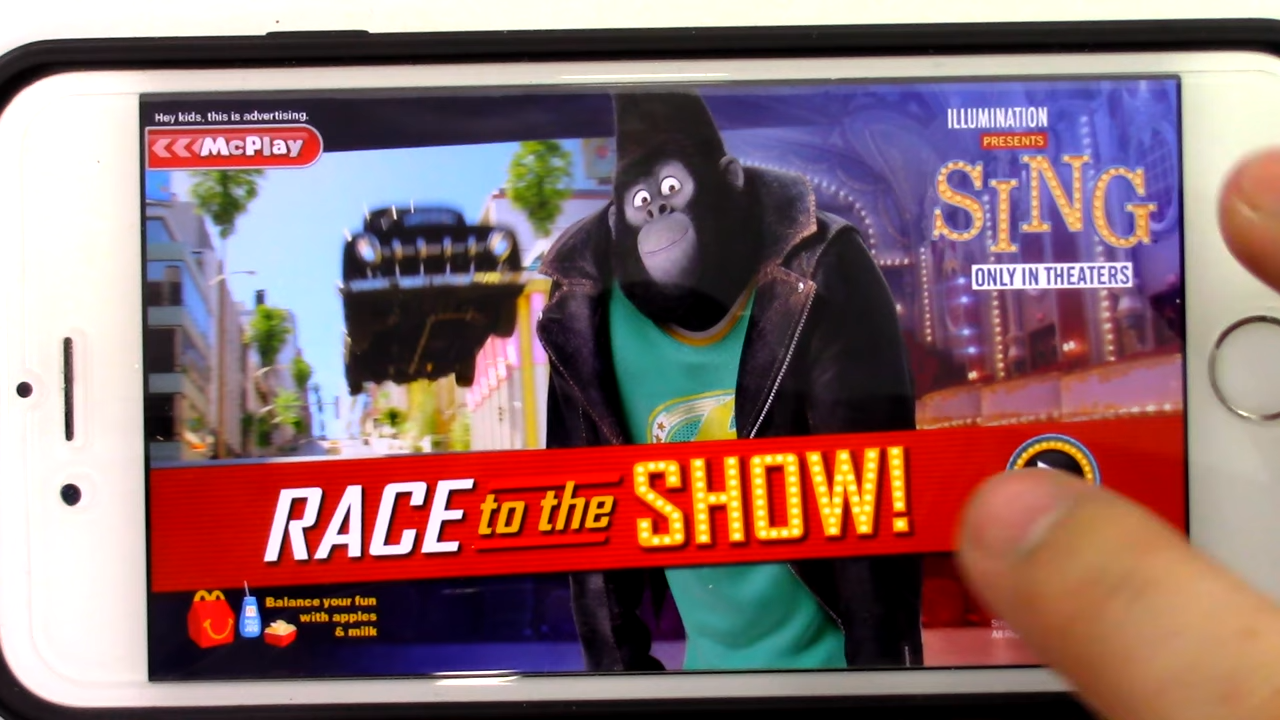 Hey kids, this is advertising.
McPlay
ILLUMINATION
PRESENTS
SING
ONLY IN THEATERS
RACE to the SHOW!
Balance your fun
with apples
& milk